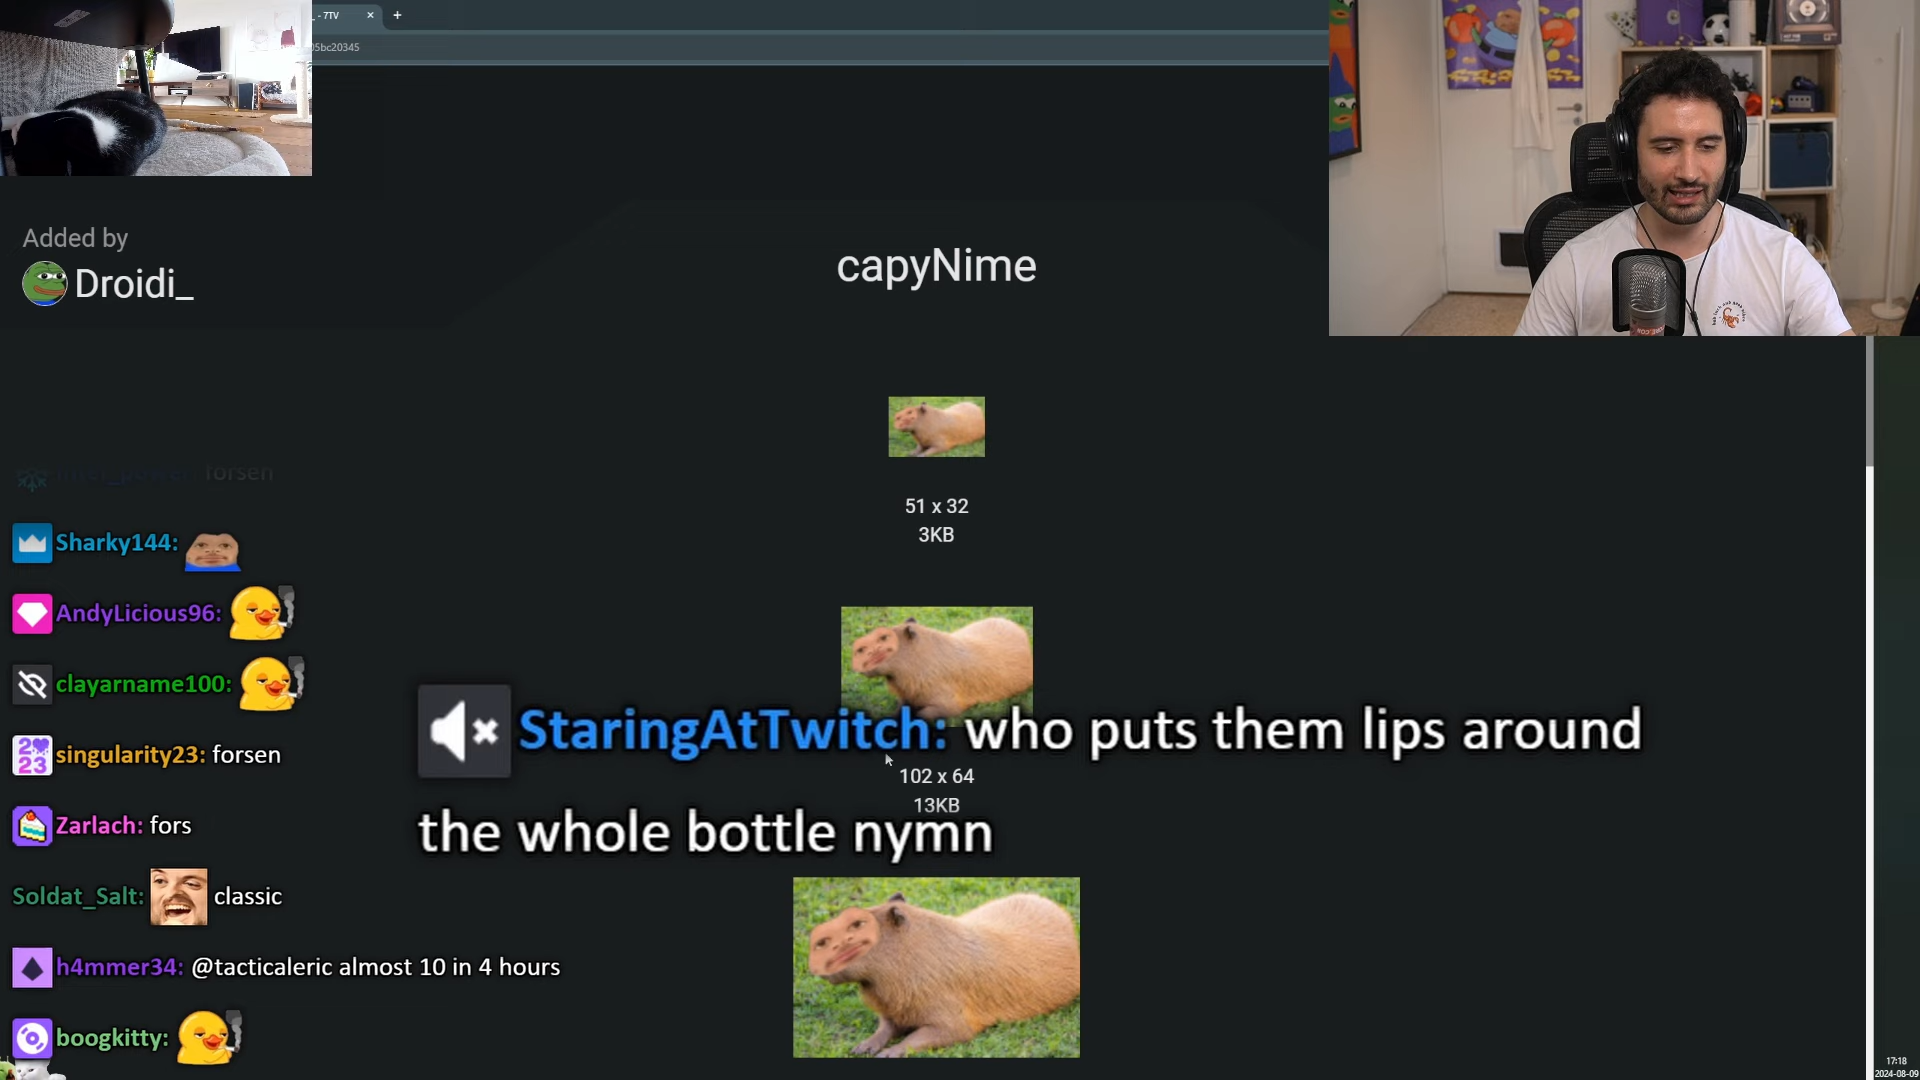 - 7TV
05bc20345
Added by
Droidi_
capyNime
51 x 32
3KB
forsen
Sharky144:
AndyLicious96:
clayarname100:
singularity23: forsen
Zarlach: fors
Soldat_Salt: classic
h4mmer34: @tacticaleric almost 10 in 4 hours
boogkitty:
StaringAtTwitch: who puts them lips around
the whole bottle nymn
102 x 64
13KB
17:18
2024-08-09